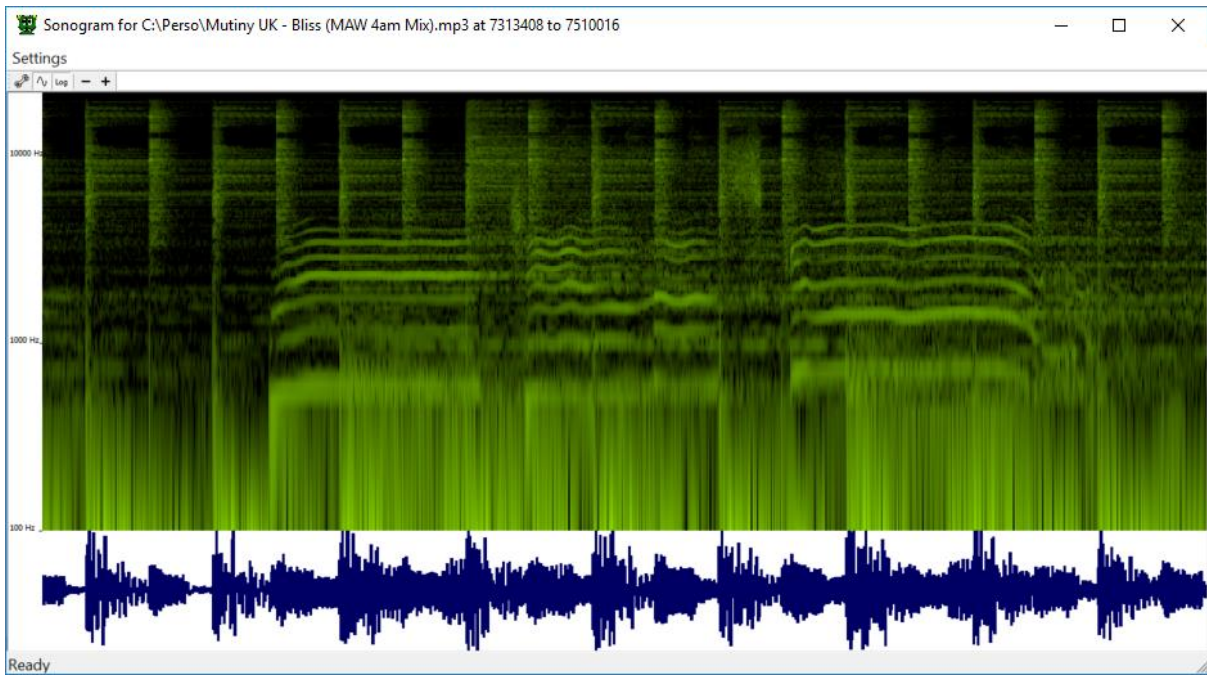 Sonogram for C:\Perso\Mutiny UK - Bliss (MAW 4am Mix).mp3 at 7313408 to 7510016
Settings
Log
10000 Hz
1000 Hz
100 Hz
Ready